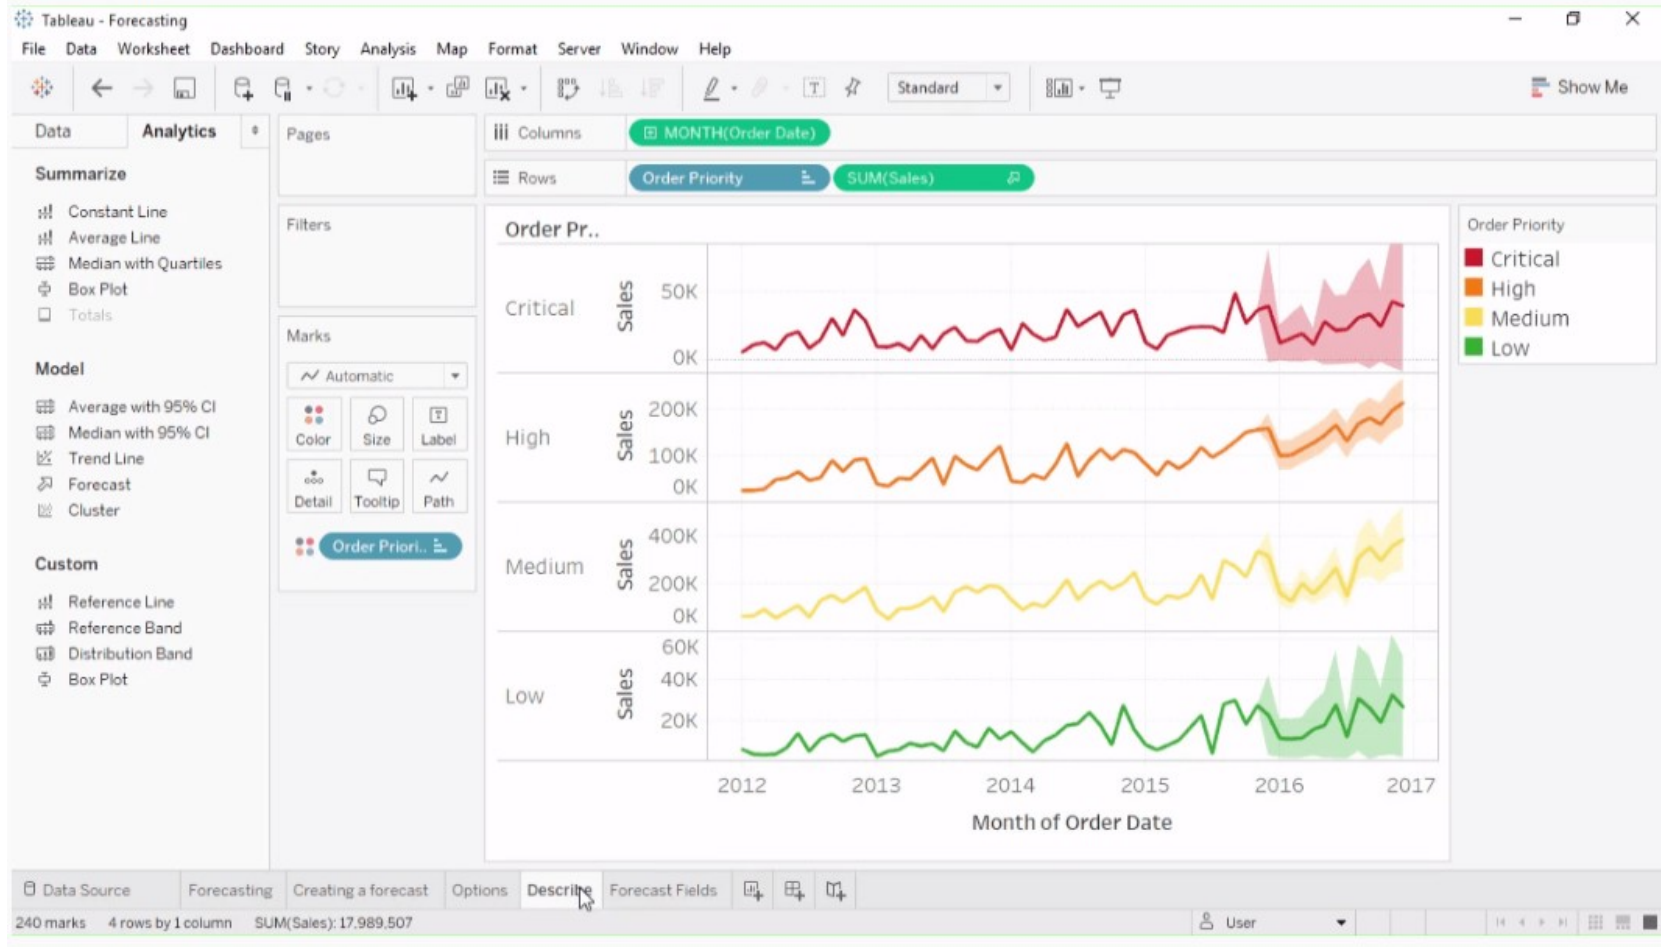 Tableau - Forecasting
File Data Worksheet Dashboard Story Analysis Map Format Server Window Help
Standard
Show Me
Data Analytics
Summarize
Constant Line
Average Line
Median with Quartiles
Box Plot
Totals
Model
Average with 95% CI
Median with 95% CI
Trend Line
Forecast
Cluster
Custom
Reference Line
Reference Band
Distribution Band
Box Plot
Pages
Filters
Marks
Automatic
Color Size Label
Detail Tooltip Path
Order Priori..
Columns MONTH(Order Date)
Rows Order Priority SUM(Sales)
Order Pr..
Critical
Sales
50K
0K
High
Sales
200K
100K
0K
Medium
Sales
400K
200K
0K
Low
Sales
60K
40K
20K
2012 2013 2014 2015 2016 2017
Month of Order Date
Order Priority
Critical
High
Medium
Low
Data Source Forecasting Creating a forecast Options Describe Forecast Fields
240 marks 4 rows by 1 column SUM(Sales): 17,989,507 User